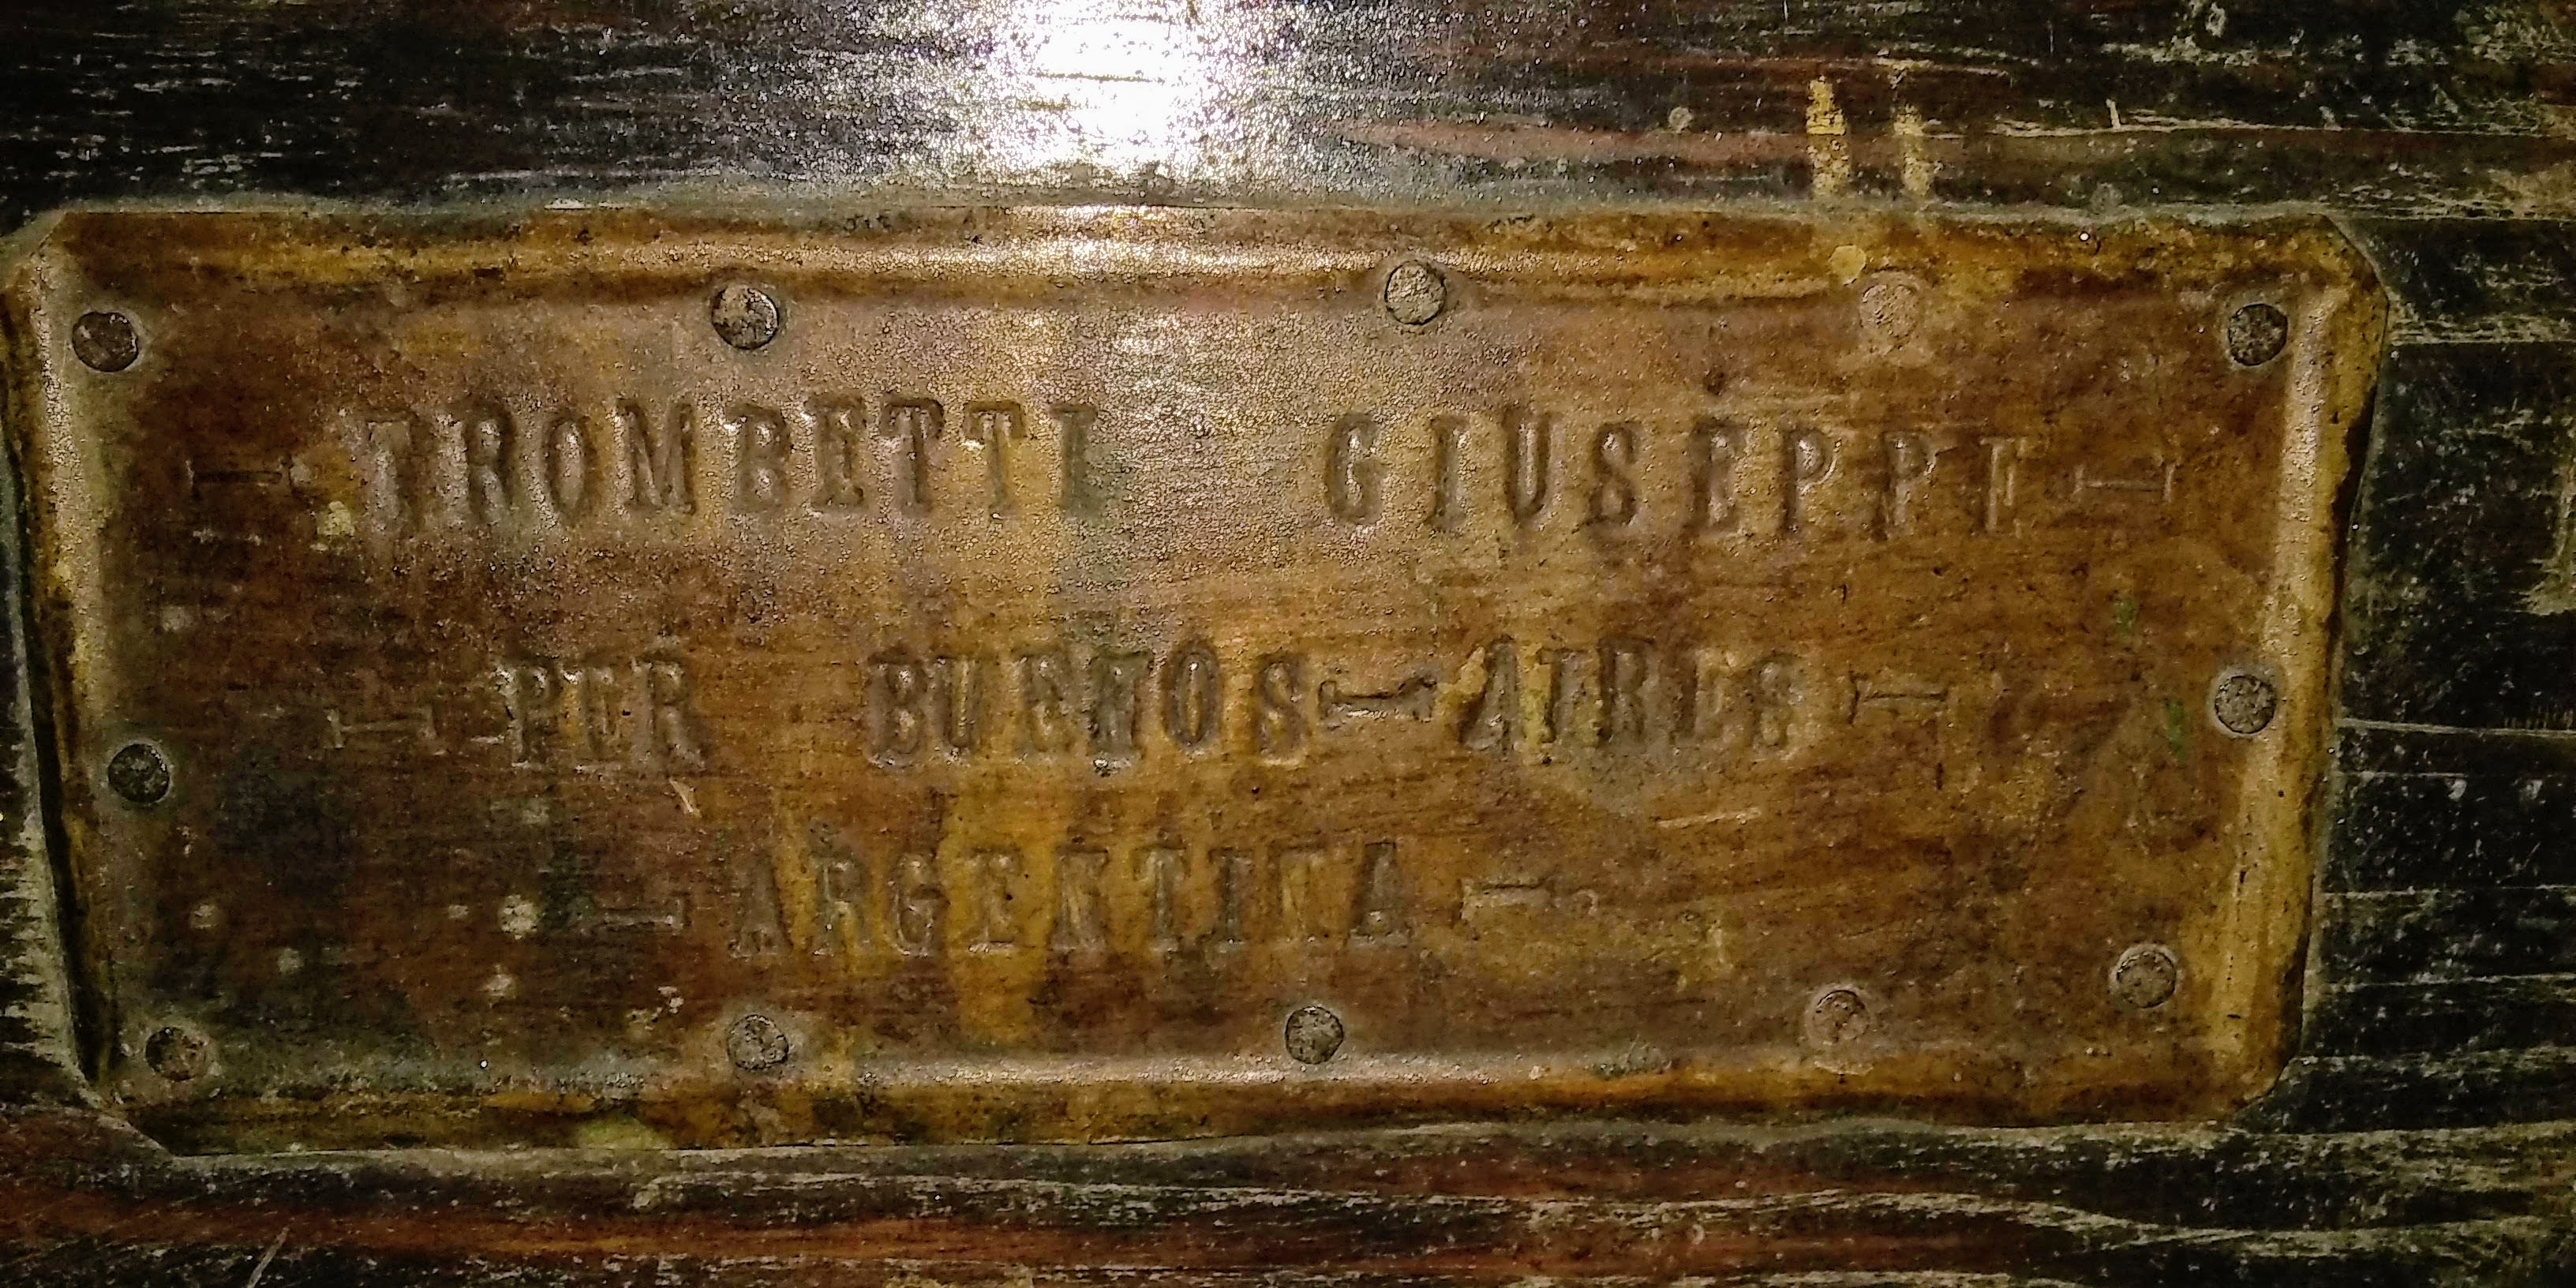 - TROMBETTI GIUSEPPE -
- PER BUENOS - AIRES -
- ARGENTINA -